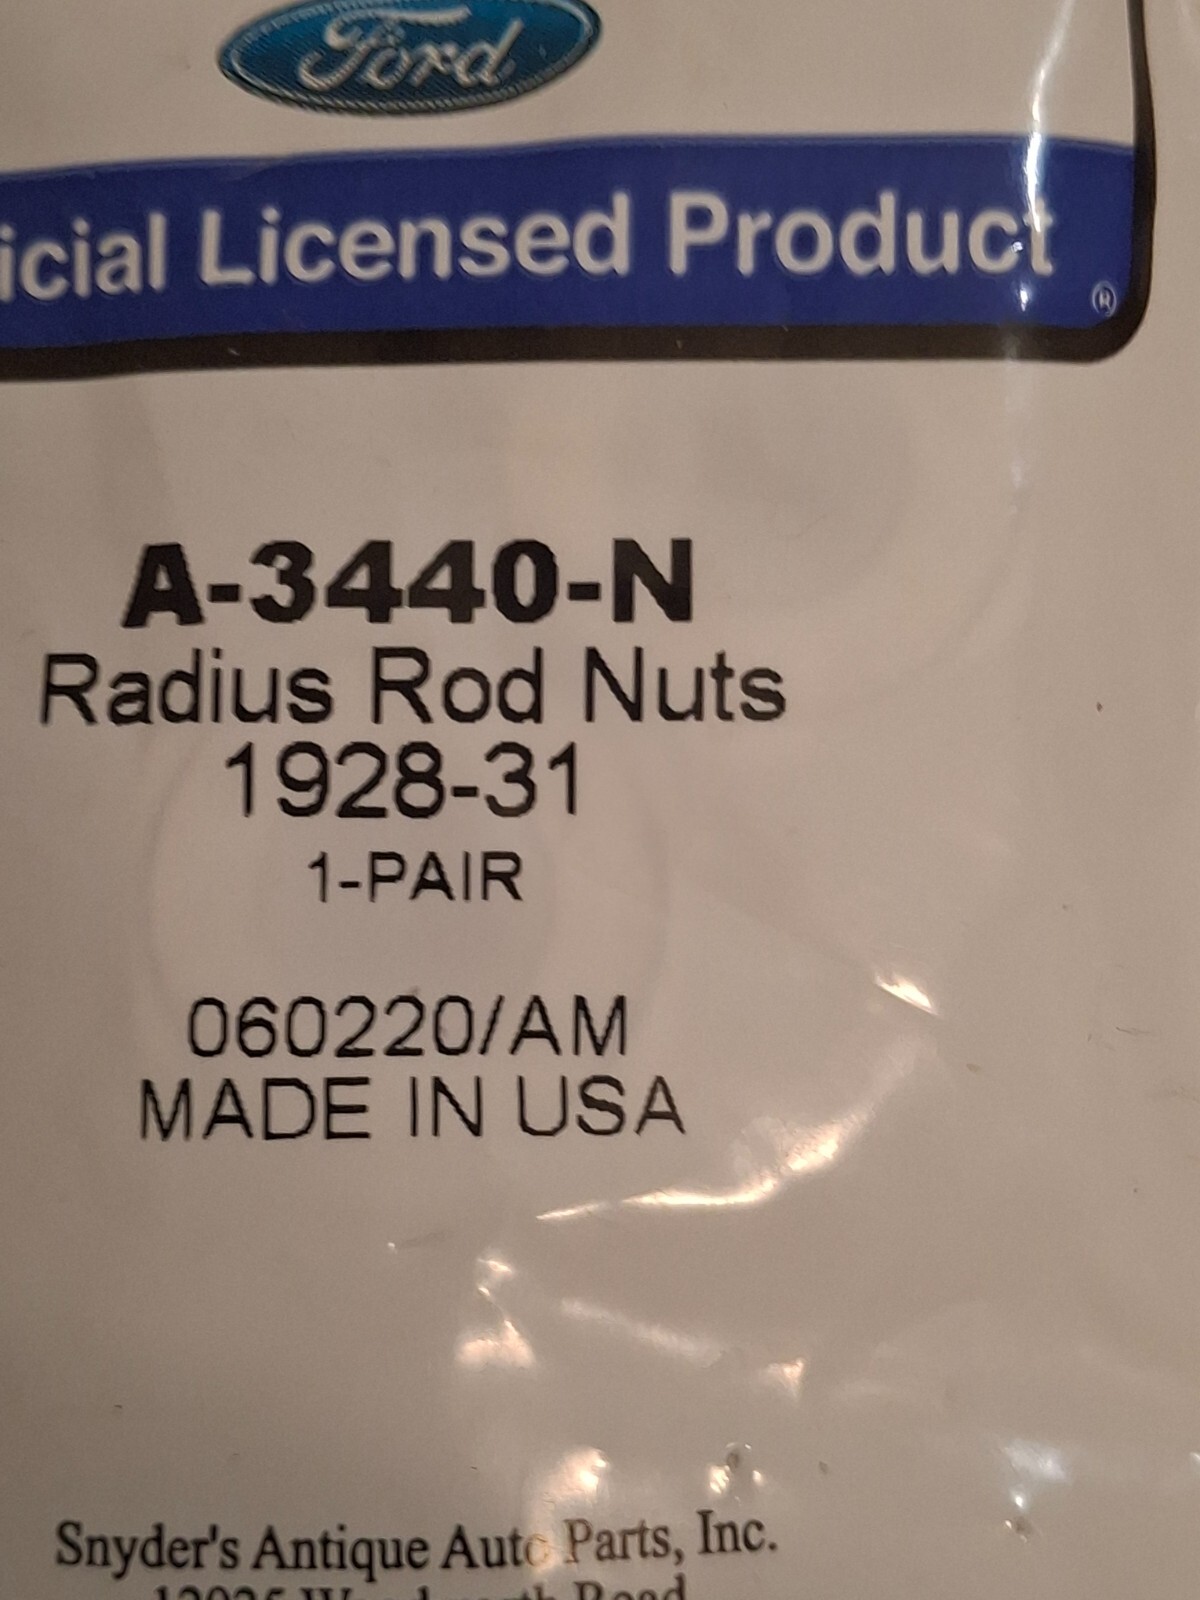 Ford
icial Licensed Product
®
A-3440-N
Radius Rod Nuts
1928-31
1-PAIR
060220/AM
MADE IN USA
Snyder's Antique Auto Parts, Inc.
Road